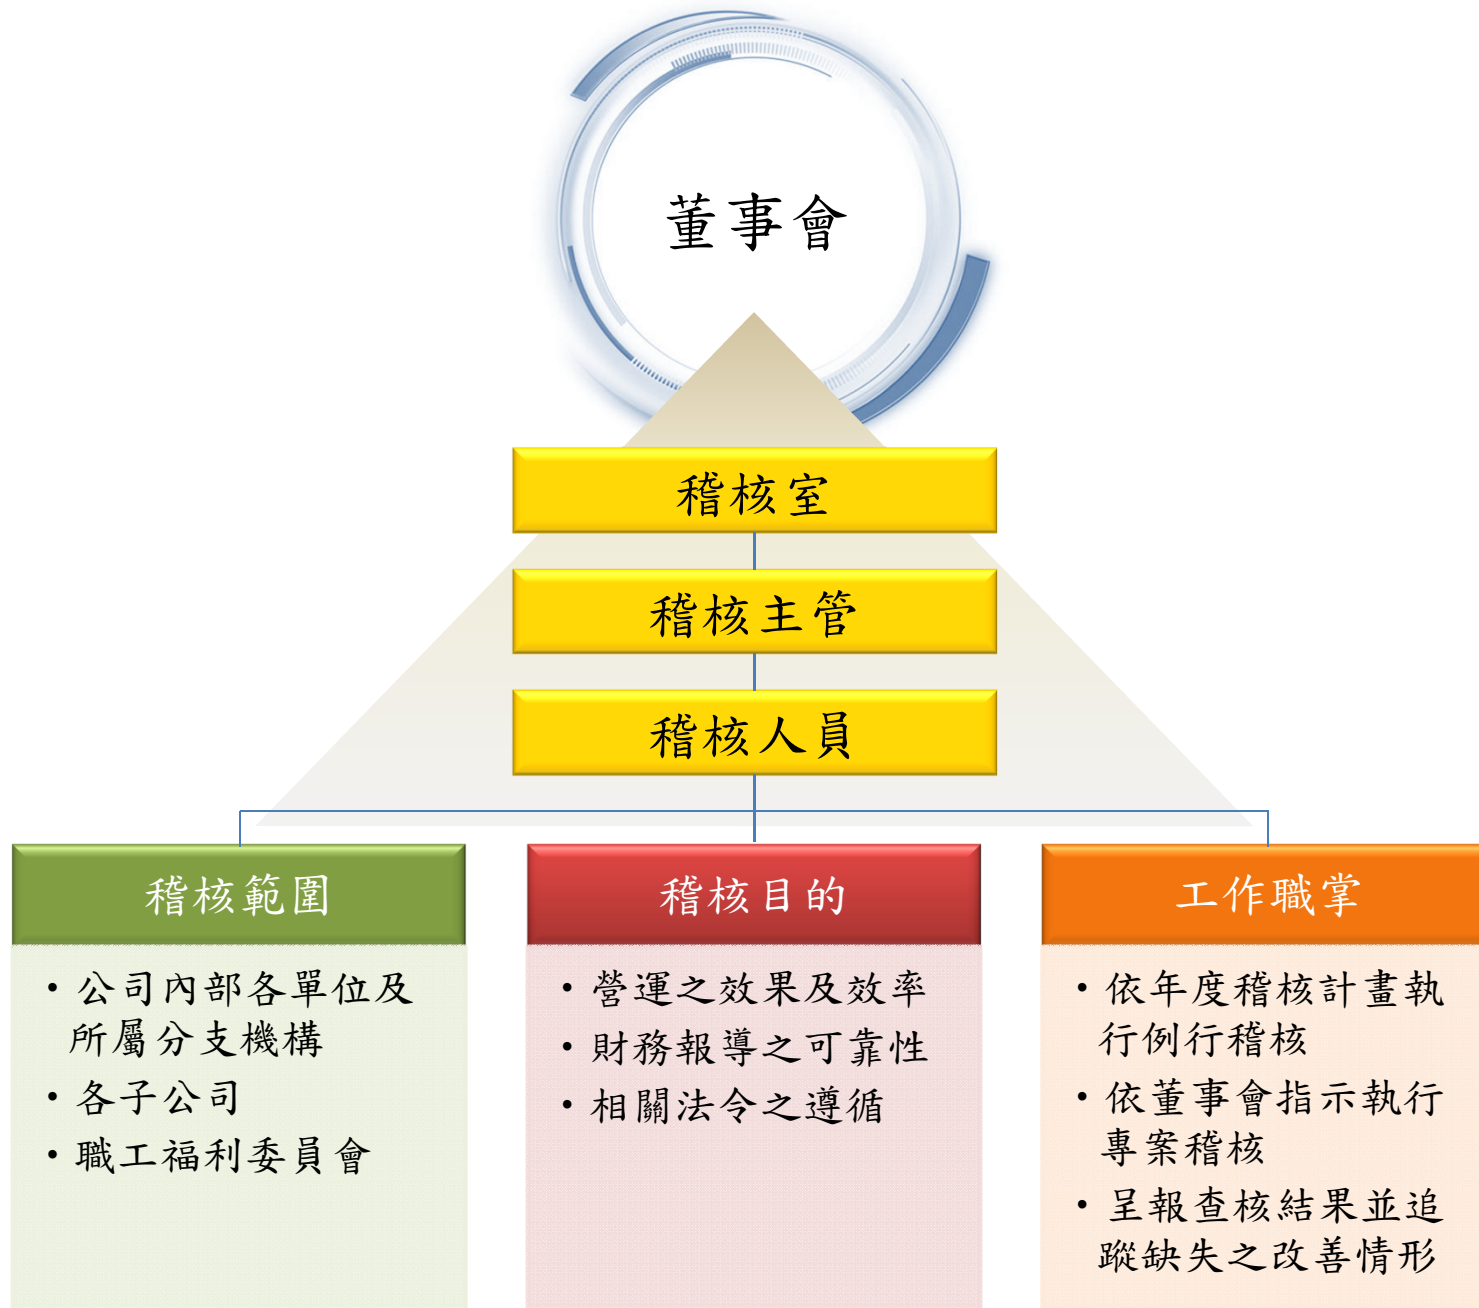 董事會
稽核室
稽核主管
稽核人員
稽核範圍
・公司內部各單位及
所屬分支機構
・各子公司
・職工福利委員會
稽核目的
・營運之效果及效率
・財務報導之可靠性
・相關法令之遵循
工作職掌
・依年度稽核計畫執
行例行稽核
・依董事會指示執行
專案稽核
・呈報查核結果並追
蹤缺失之改善情形